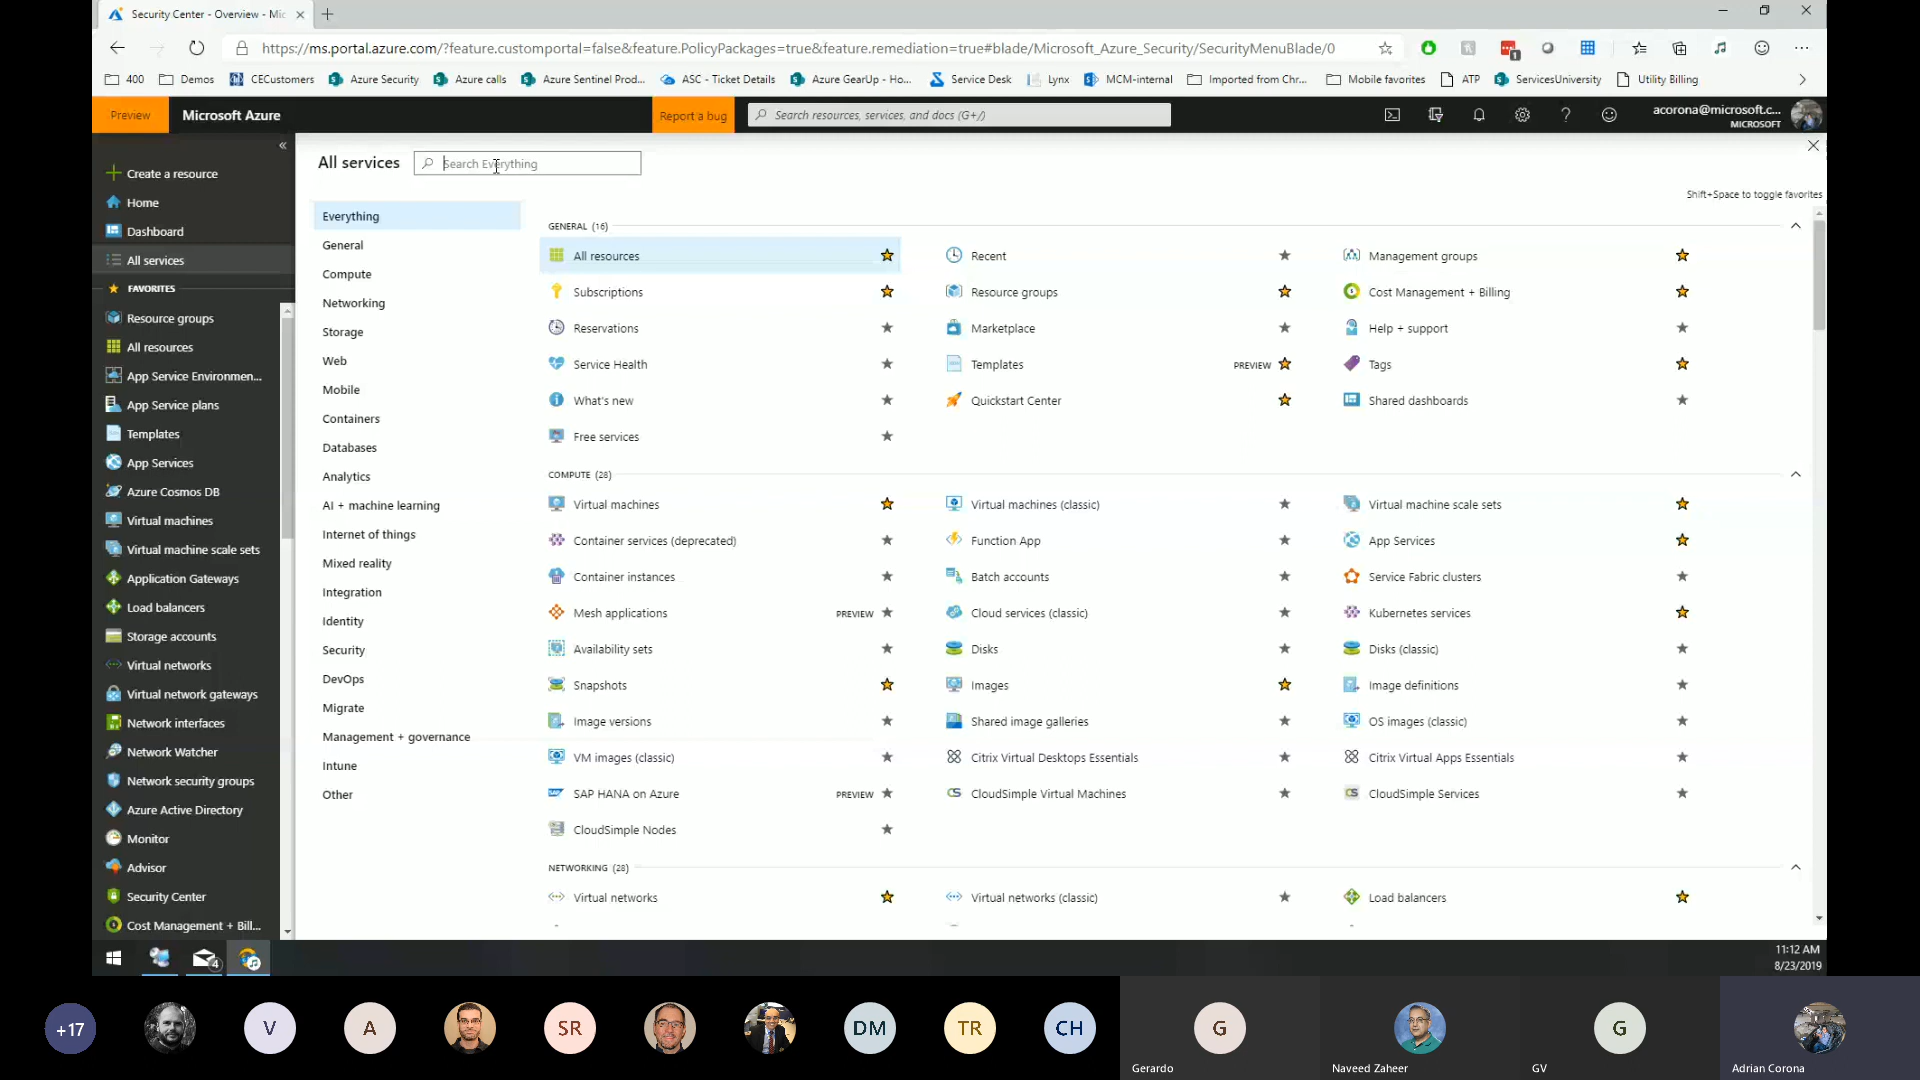 Security Center - Overview - Mic
https://ms.portal.azure.com/?feature.customportal=false&feature.PolicyPackages=true&feature.remediation=true#blade/Microsoft_Azure_Security/SecurityMenuBlade/0
1
400
Demos
CECustomers
Azure Security
Azure calls
Azure Sentinel Prod...
ASC - Ticket Details
Azure GearUp - Ho...
Service Desk
Lynx
MCM-internal
Imported from Chr...
Mobile favorites
ATP
ServicesUniversity
Utility Billing
Preview
Microsoft Azure
Report a bug
Search resources, services, and docs (G+/)
acorona@microsoft.c...
MICROSOFT
Create a resource
Home
Dashboard
All services
FAVORITES
Resource groups
All resources
App Service Environmen...
App Service plans
Templates
App Services
Azure Cosmos DB
Virtual machines
Virtual machine scale sets
Application Gateways
Load balancers
Storage accounts
Virtual networks
Virtual network gateways
Network interfaces
Network Watcher
Network security groups
Azure Active Directory
Monitor
Advisor
Security Center
Cost Management + Bill...
All services
Search Everything
Shift+Space to toggle favorites
Everything
General
Compute
Networking
Storage
Web
Mobile
Containers
Databases
Analytics
AI + machine learning
Internet of things
Mixed reality
Integration
Identity
Security
DevOps
Migrate
Management + governance
Intune
Other
GENERAL (16)
All resources
Recent
Management groups
Subscriptions
Resource groups
Cost Management + Billing
Reservations
Marketplace
Help + support
Service Health
Templates PREVIEW
Tags
What's new
Quickstart Center
Shared dashboards
Free services
COMPUTE (28)
Virtual machines
Virtual machines (classic)
Virtual machine scale sets
Container services (deprecated)
Function App
App Services
Container instances
Batch accounts
Service Fabric clusters
Mesh applications PREVIEW
Cloud services (classic)
Kubernetes services
Availability sets
Disks
Disks (classic)
Snapshots
Images
Image definitions
Image versions
Shared image galleries
OS images (classic)
VM images (classic)
Citrix Virtual Desktops Essentials
Citrix Virtual Apps Essentials
SAP HANA on Azure PREVIEW
CloudSimple Virtual Machines
CloudSimple Services
CloudSimple Nodes
NETWORKING (28)
Virtual networks
Virtual networks (classic)
Load balancers
4
11:12 AM
8/23/2019
+17
V
A
SR
DM
TR
CH
G
G
Gerardo
Naveed Zaheer
GV
Adrian Corona